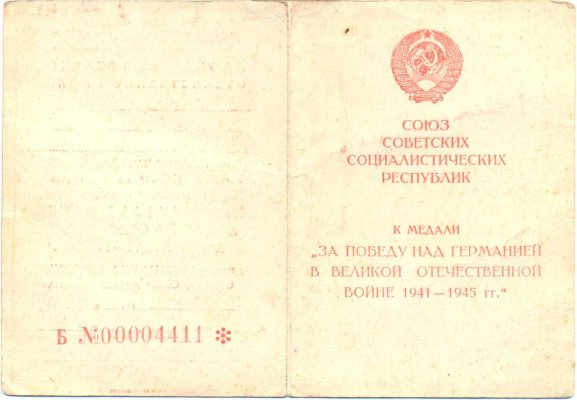 Б №00004411 *
СОЮЗ
СОВЕТСКИХ
СОЦИАЛИСТИЧЕСКИХ
РЕСПУБЛИК
К МЕДАЛИ
„ЗА ПОБЕДУ НАД ГЕРМАНИЕЙ
В ВЕЛИКОЙ ОТЕЧЕСТВЕННОЙ
ВОЙНЕ 1941—1945 гг.“